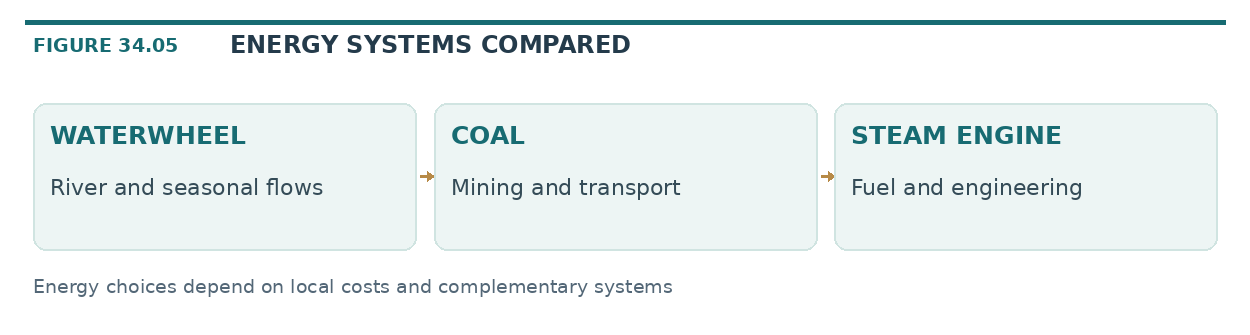 FIGURE 34.05 ENERGY SYSTEMS COMPARED
WATERWHEEL
River and seasonal flows
COAL
Mining and transport
STEAM ENGINE
Fuel and engineering
Energy choices depend on local costs and complementary systems